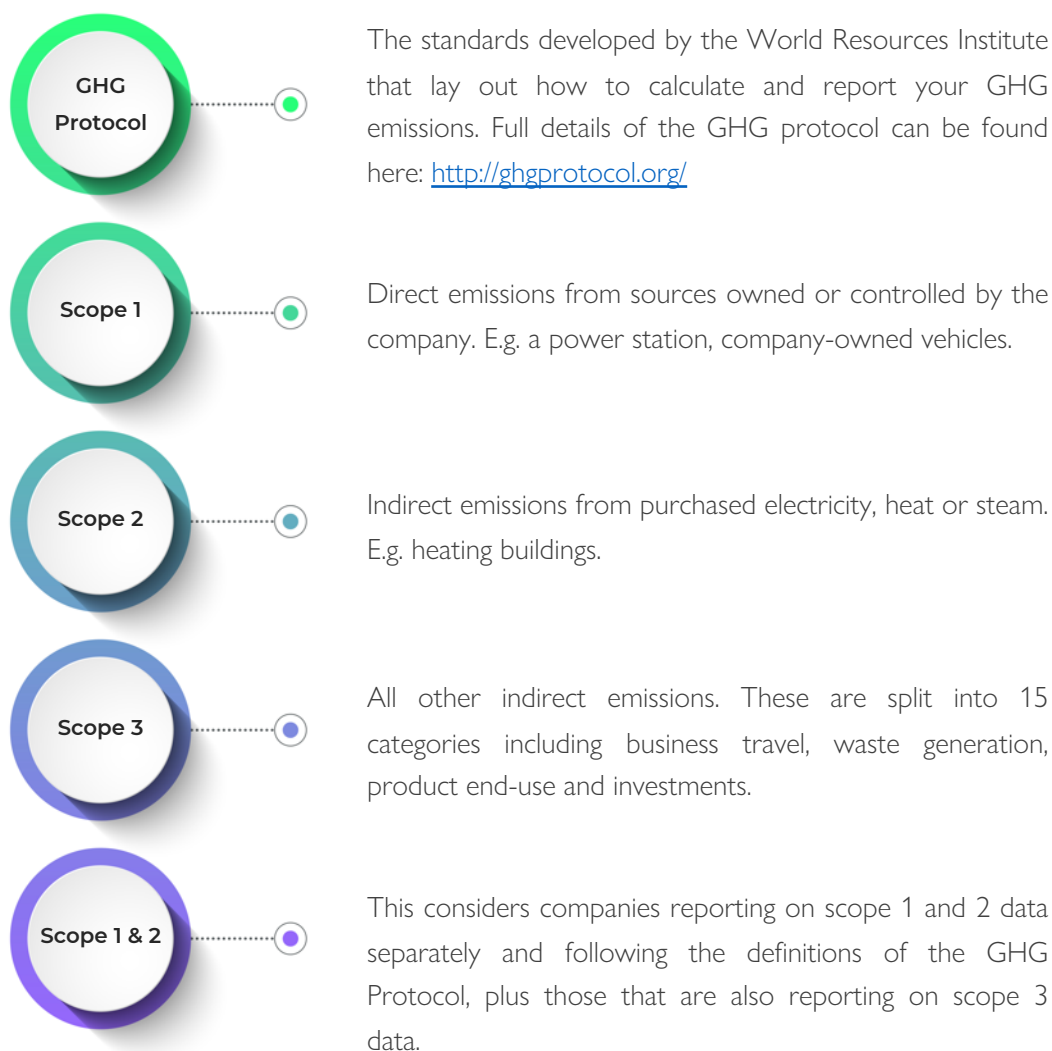 GHG
Protocol
The standards developed by the World Resources Institute
that lay out how to calculate and report your GHG
emissions. Full details of the GHG protocol can be found
here: http://ghgprotocol.org/
Scope 1
Direct emissions from sources owned or controlled by the
company. E.g. a power station, company-owned vehicles.
Scope 2
Indirect emissions from purchased electricity, heat or steam.
E.g. heating buildings.
Scope 3
All other indirect emissions. These are split into 15
categories including business travel, waste generation,
product end-use and investments.
Scope 1 & 2
This considers companies reporting on scope 1 and 2 data
separately and following the definitions of the GHG
Protocol, plus those that are also reporting on scope 3
data.